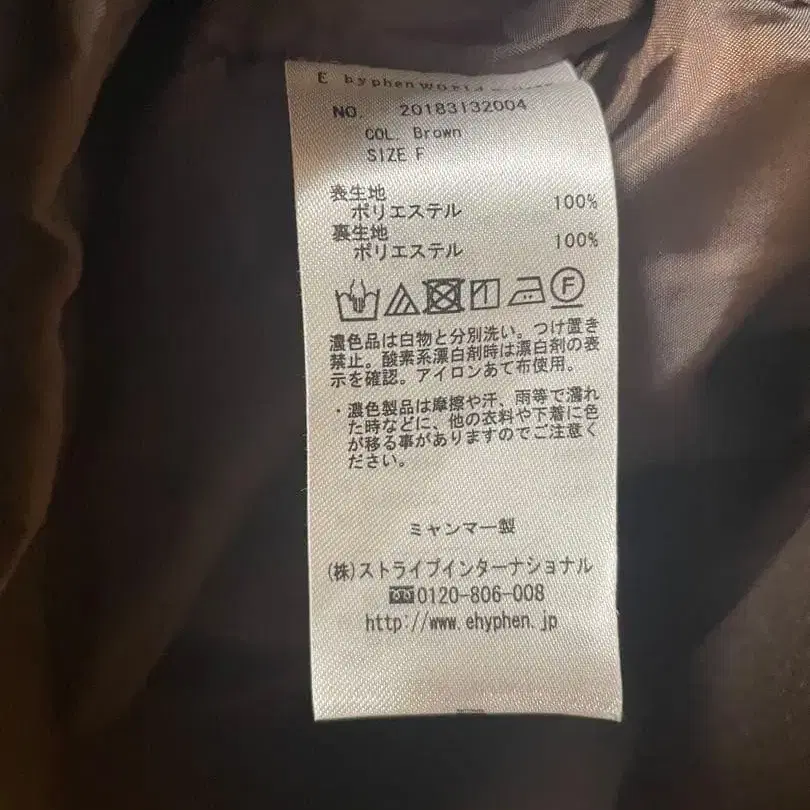 E hyphen world
NO. 20183132004
COL. Brown
SIZE F
表生地
ポリエステル 100%
裏生地
ポリエステル 100%
F
濃色品は白物と分別洗い。つけ置き
禁止。酸素系漂白剤時は漂白剤の表
示を確認。アイロンあて布使用。
・濃色製品は摩擦や汗、雨等で濡れ
た時などに、他の衣料や下着に色
が移る事がありますのでご注意く
ださい。
ミャンマー製
(株)ストライプインターナショナル
0120-806-008
http://www.ehyphen.jp